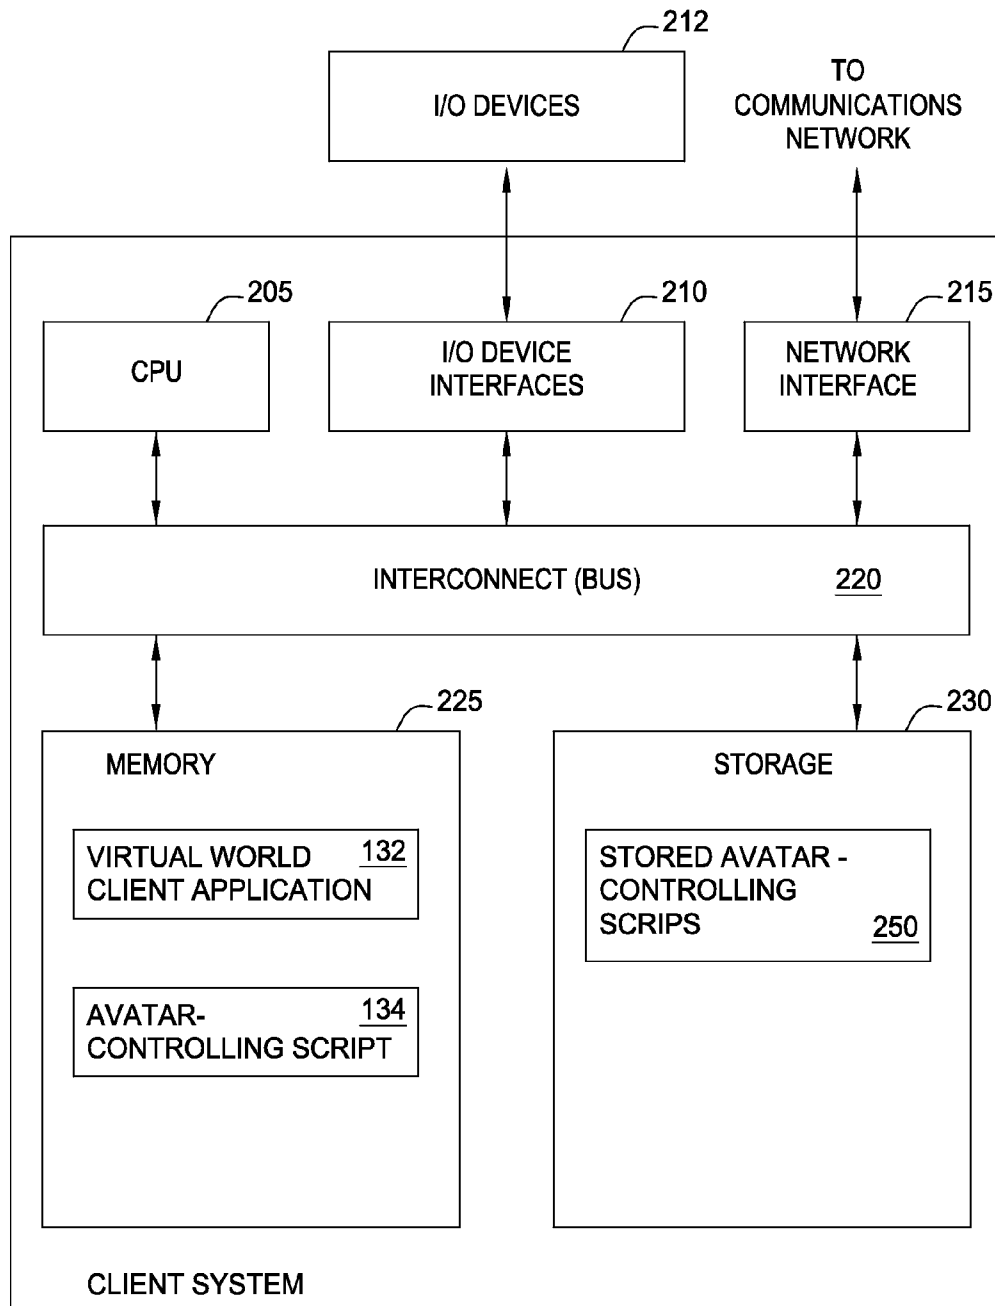 212
I/O DEVICES
TO
COMMUNICATIONS
NETWORK
205
210
215
CPU
I/O DEVICE
INTERFACES
NETWORK
INTERFACE
INTERCONNECT (BUS)
220
225
230
MEMORY
STORAGE
VIRTUAL WORLD 132
CLIENT APPLICATION
STORED AVATAR -
CONTROLLING
SCRIPS
250
AVATAR- 134
CONTROLLING SCRIPT
CLIENT SYSTEM